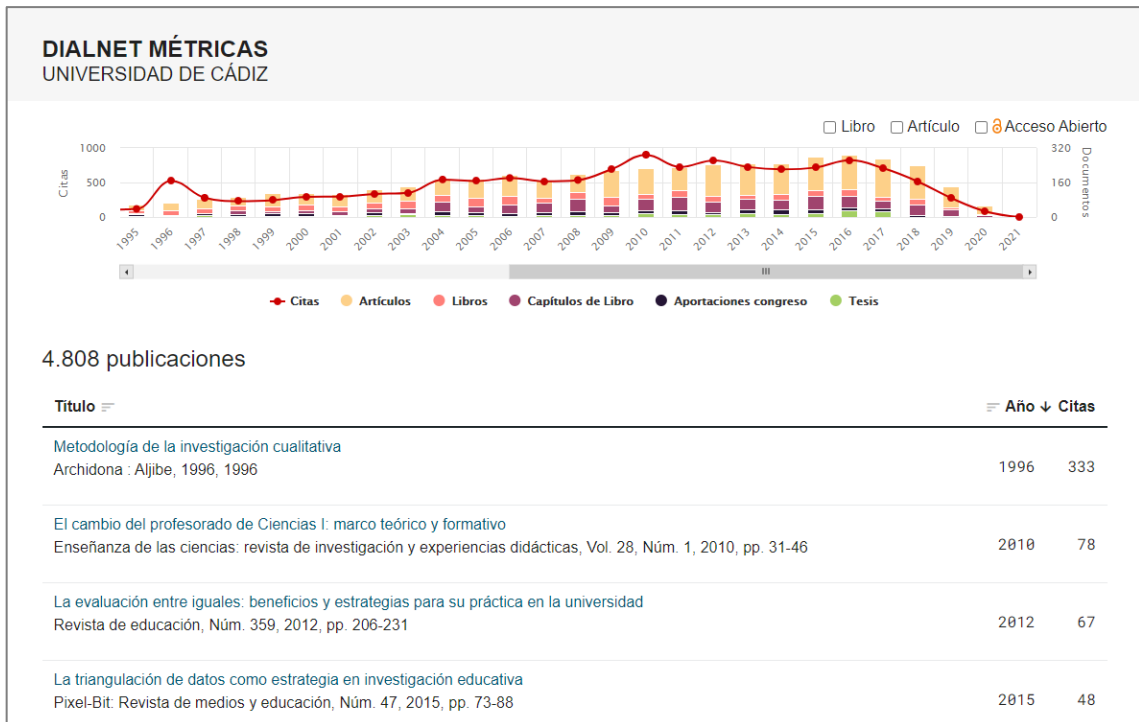 DIALNET MÉTRICAS
UNIVERSIDAD DE CÁDIZ
Libro Artículo Acceso Abierto
1000
500
0
Citas
320
160
0
Documentos
1995 1996 1997 1998 1999 2000 2001 2002 2003 2004 2005 2006 2007 2008 2009 2010 2011 2012 2013 2014 2015 2016 2017 2018 2019 2020 2021
Citas Artículos Libros Capítulos de Libro Aportaciones congreso Tesis
4.808 publicaciones
Título Año Citas
Metodología de la investigación cualitativa
Archidona : Aljibe, 1996, 1996
1996 333
El cambio del profesorado de Ciencias I: marco teórico y formativo
Enseñanza de las ciencias: revista de investigación y experiencias didácticas, Vol. 28, Núm. 1, 2010, pp. 31-46
2010 78
La evaluación entre iguales: beneficios y estrategias para su práctica en la universidad
Revista de educación, Núm. 359, 2012, pp. 206-231
2012 67
La triangulación de datos como estrategia en investigación educativa
Pixel-Bit: Revista de medios y educación, Núm. 47, 2015, pp. 73-88
2015 48